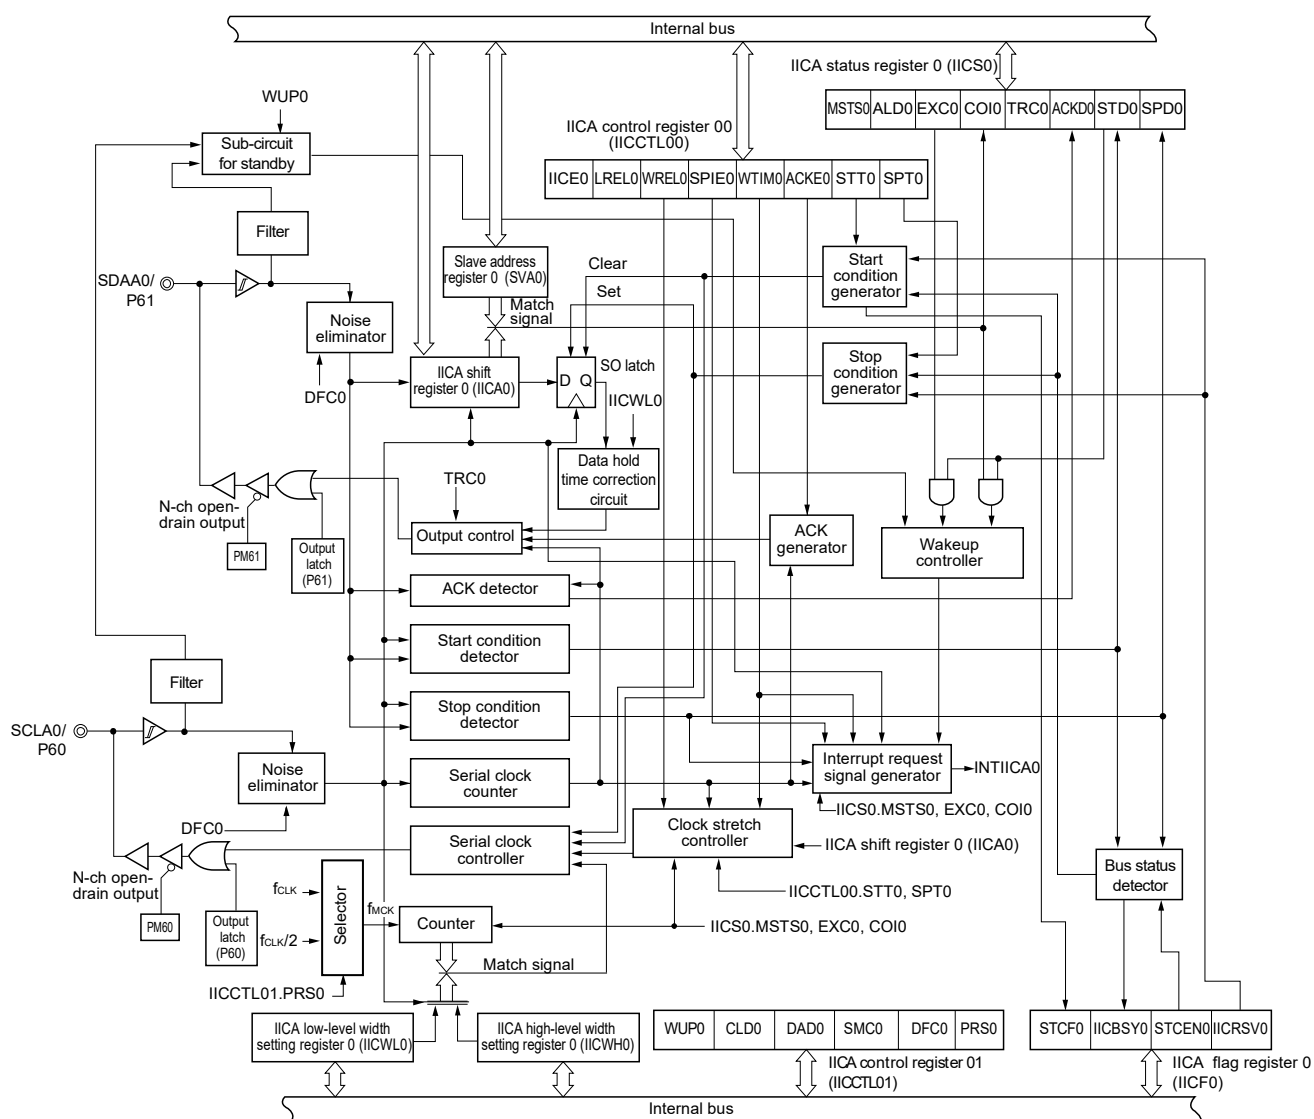 Internal bus
IICA status register 0 (IICS0)
MSTS0 ALD0 EXC0 COI0 TRC0 ACKD0 STD0 SPD0
WUP0
Sub-circuit
for standby
IICA control register 00
(IICCTL00)
IICE0 LREL0 WREL0 SPIE0 WTIM0 ACKE0 STT0 SPT0
Filter
Slave address
register 0 (SVA0)
Clear
Set
Start
condition
generator
SDAA0/
P61
Noise
eliminator
Match
signal
DFC0
IICA shift
register 0 (IICA0)
D Q
SO latch
IICWL0
Stop
condition
generator
Data hold
time correction
circuit
TRC0
N-ch open-
drain output
PM61
Output
latch
(P61)
Output control
ACK
generator
Wakeup
controller
ACK detector
Start condition
detector
Filter
Stop condition
detector
SCLA0/
P60
Noise
eliminator
Serial clock
counter
Interrupt request
signal generator
INTIICA0
IICS0.MSTS0, EXC0, COI0
DFC0
Serial clock
controller
Clock stretch
controller
IICA shift register 0 (IICA0)
Bus status
detector
N-ch open-
drain output
PM60
Output
latch
(P60)
fCLK
fCLK/2
Selector
fMCK
Counter
IICCTL00.STT0, SPT0
IICS0.MSTS0, EXC0, COI0
Match signal
IICCTL01.PRS0
IICA low-level width
setting register 0 (IICWL0)
IICA high-level width
setting register 0 (IICWH0)
WUP0 CLD0 DAD0 SMC0 DFC0 PRS0
STCF0 IICBSY0 STCEN0 IICRSV0
IICA control register 01
(IICCTL01)
IICA flag register 0
(IICF0)
Internal bus